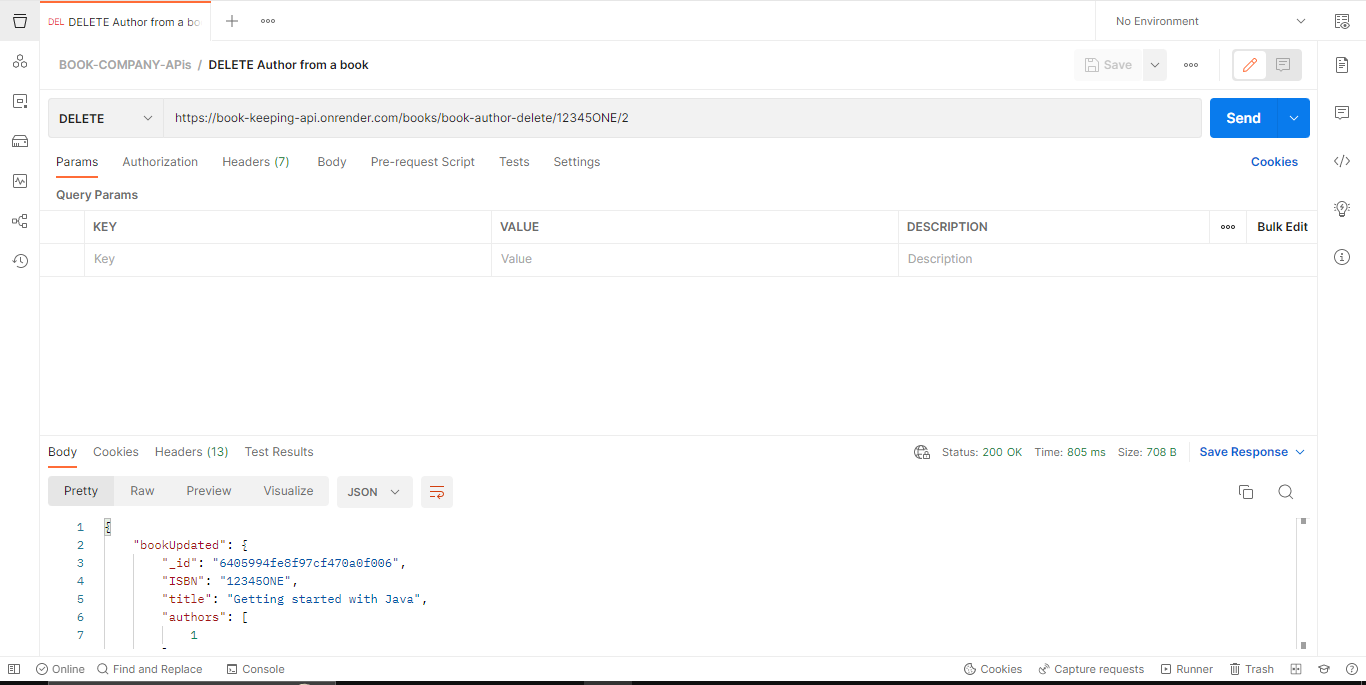 DEL DELETE Author from a bo
No Environment
BOOK-COMPANY-APIs / DELETE Author from a book
Save
DELETE
https://book-keeping-api.onrender.com/books/book-author-delete/12345ONE/2
Send
Params Authorization Headers (7) Body Pre-request Script Tests Settings
Cookies
Query Params
KEY VALUE DESCRIPTION
Bulk Edit
Key Value Description
Body Cookies Headers (13) Test Results
Status: 200 OK Time: 805 ms Size: 708 B
Save Response
Pretty Raw Preview Visualize
JSON
1 {
2 "bookUpdated": {
3 "_id": "6405994fe8f97cf470a0f006",
4 "ISBN": "12345ONE",
5 "title": "Getting started with Java",
6 "authors": [
7 1
Online Find and Replace Console
Cookies Capture requests Runner Trash